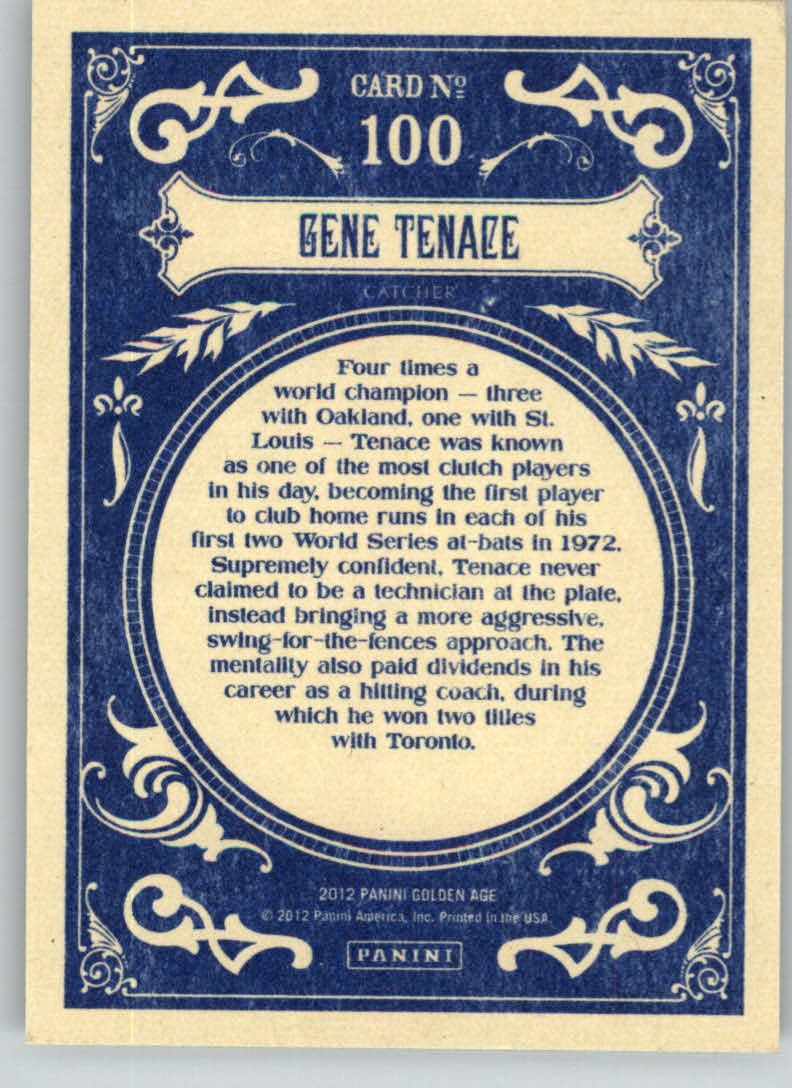 CARD Nº
100
GENE TENACE
CATCHER
Four times a
world champion — three
with Oakland, one with St.
Louis — Tenace was known
as one of the most clutch players
in his day, becoming the first player
to club home runs in each of his
first two World Series at-bats in 1972.
Supremely confident, Tenace never
claimed to be a technician at the plate,
instead bringing a more aggressive,
swing-for-the-fences approach. The
mentality also paid dividends in his
career as a hitting coach, during
which he won two titles
with Toronto.
2012 PANINI GOLDEN AGE
© 2012 Panini America, Inc. Printed in the USA.
PANINI